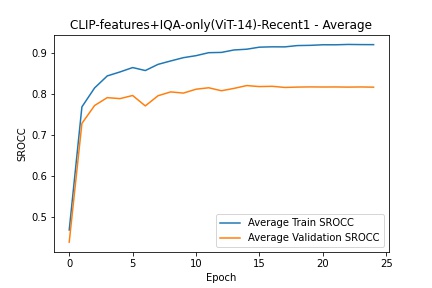 CLIP-features+IQA-only(ViT-14)-Recent1 - Average
0.9
0.8
0.7
0.6
0.5
SROCC
Average Train SROCC
Average Validation SROCC
0
5
10
15
20
25
Epoch